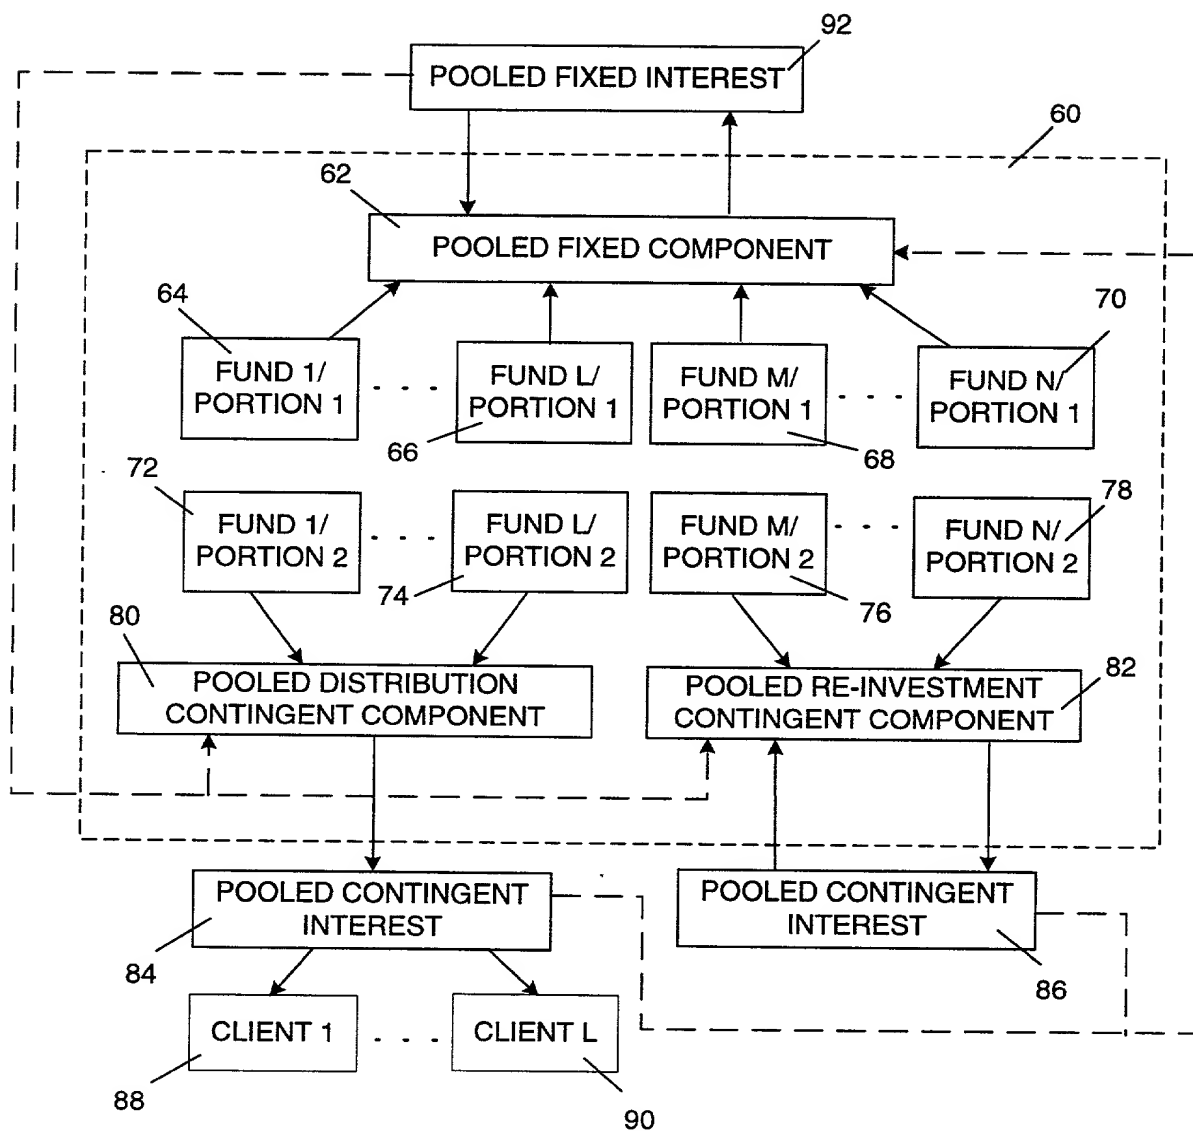 92
POOLED FIXED INTEREST
60
62
POOLED FIXED COMPONENT
64
70
FUND 1/
PORTION 1
. . . .
FUND L/
PORTION 1
FUND M/
PORTION 1
. . . .
FUND N/
PORTION 1
66
68
72
78
FUND 1/
PORTION 2
. . . .
FUND L/
PORTION 2
FUND M/
PORTION 2
. . . .
FUND N/
PORTION 2
74
76
80
82
POOLED DISTRIBUTION
CONTINGENT COMPONENT
POOLED RE-INVESTMENT
CONTINGENT COMPONENT
POOLED CONTINGENT
INTEREST
POOLED CONTINGENT
INTEREST
84
86
CLIENT 1
. . . .
CLIENT L
88
90